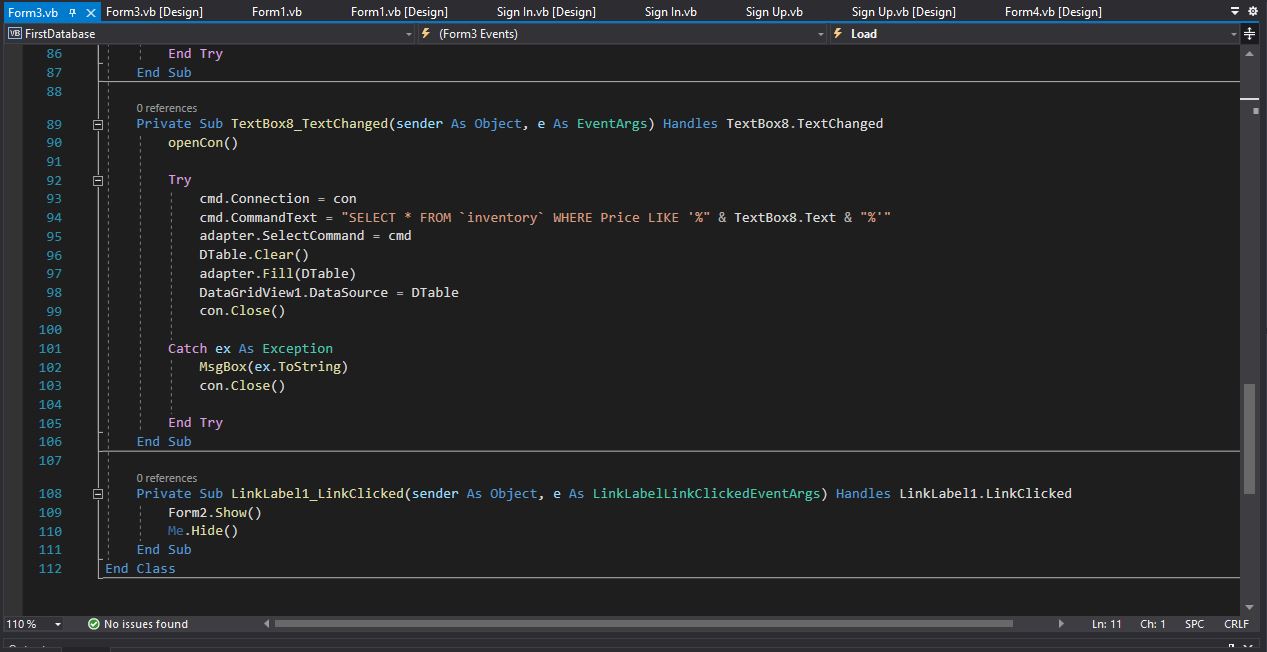 Form3.vb Form3.vb [Design] Form1.vb Form1.vb [Design] Sign In.vb [Design] Sign In.vb Sign Up.vb Sign Up.vb [Design] Form4.vb [Design]
VB FirstDatabase (Form3 Events) Load
86 End Try
87 End Sub
88
0 references
89 Private Sub TextBox8_TextChanged(sender As Object, e As EventArgs) Handles TextBox8.TextChanged
90 openCon()
91
92 Try
93 cmd.Connection = con
94 cmd.CommandText = "SELECT * FROM `inventory` WHERE Price LIKE '%" & TextBox8.Text & "%'"
95 adapter.SelectCommand = cmd
96 DTable.Clear()
97 adapter.Fill(DTable)
98 DataGridView1.DataSource = DTable
99 con.Close()
100
101 Catch ex As Exception
102 MsgBox(ex.ToString)
103 con.Close()
104
105 End Try
106 End Sub
107
0 references
108 Private Sub LinkLabel1_LinkClicked(sender As Object, e As LinkLabelLinkClickedEventArgs) Handles LinkLabel1.LinkClicked
109 Form2.Show()
110 Me.Hide()
111 End Sub
112 End Class
110 % No issues found Ln: 11 Ch: 1 SPC CRLF